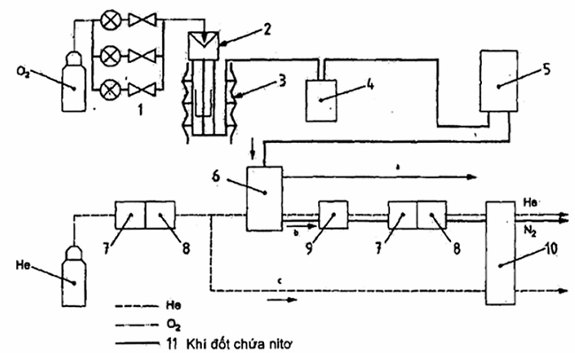 O₂
1
2
3
4
5
6
a
He
b
N₂
7
8
9
7
8
10
He
c
He
O₂
11 Khí đốt chứa nitơ